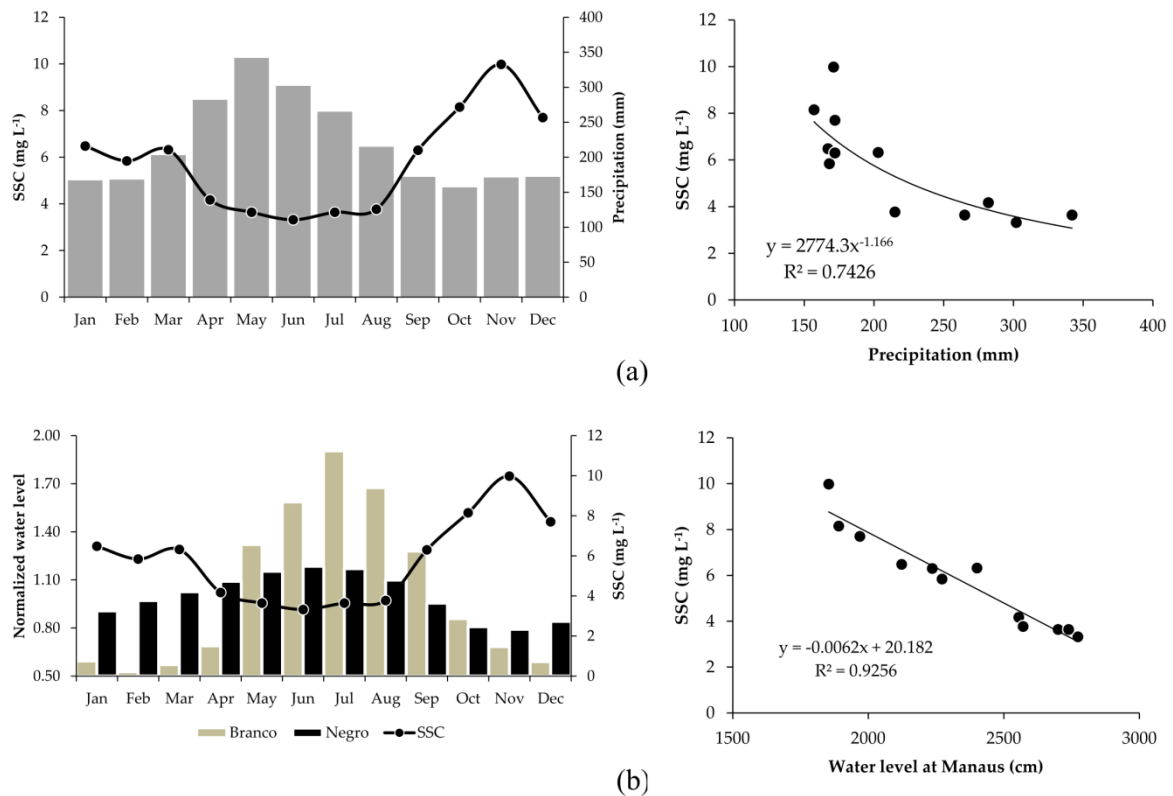 12
10
8
6
4
2
0
SSC (mg L⁻¹)
400
350
300
250
200
150
100
50
0
Precipitation (mm)
Jan Feb Mar Apr May Jun Jul Aug Sep Oct Nov Dec
12
10
8
6
4
2
0
SSC (mg L⁻¹)
y = 2774.3x⁻¹·¹⁶⁶
R² = 0.7426
100 150 200 250 300 350 400
Precipitation (mm)
(a)
2.00
1.70
1.40
1.10
0.80
0.50
Normalized water level
12
10
8
6
4
2
0
SSC (mg L⁻¹)
Jan Feb Mar Apr May Jun Jul Aug Sep Oct Nov Dec
Branco Negro SSC
12
10
8
6
4
2
0
SSC (mg L⁻¹)
y = -0.0062x + 20.182
R² = 0.9256
1500 2000 2500 3000
Water level at Manaus (cm)
(b)